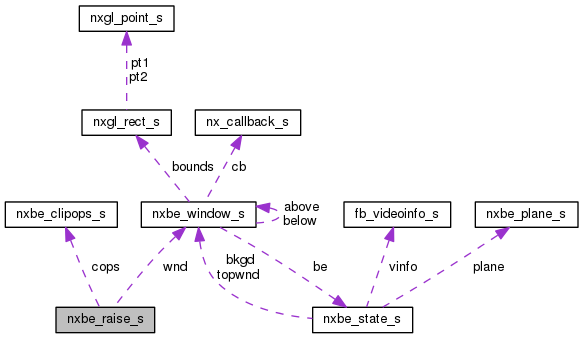 nxgl_point_s
pt1
pt2
nxgl_rect_s
nx_callback_s
bounds
cb
nxbe_clipops_s
nxbe_window_s
above
below
fb_videoinfo_s
nxbe_plane_s
cops
wnd
bkgd
topwnd
be
vinfo
plane
nxbe_raise_s
nxbe_state_s